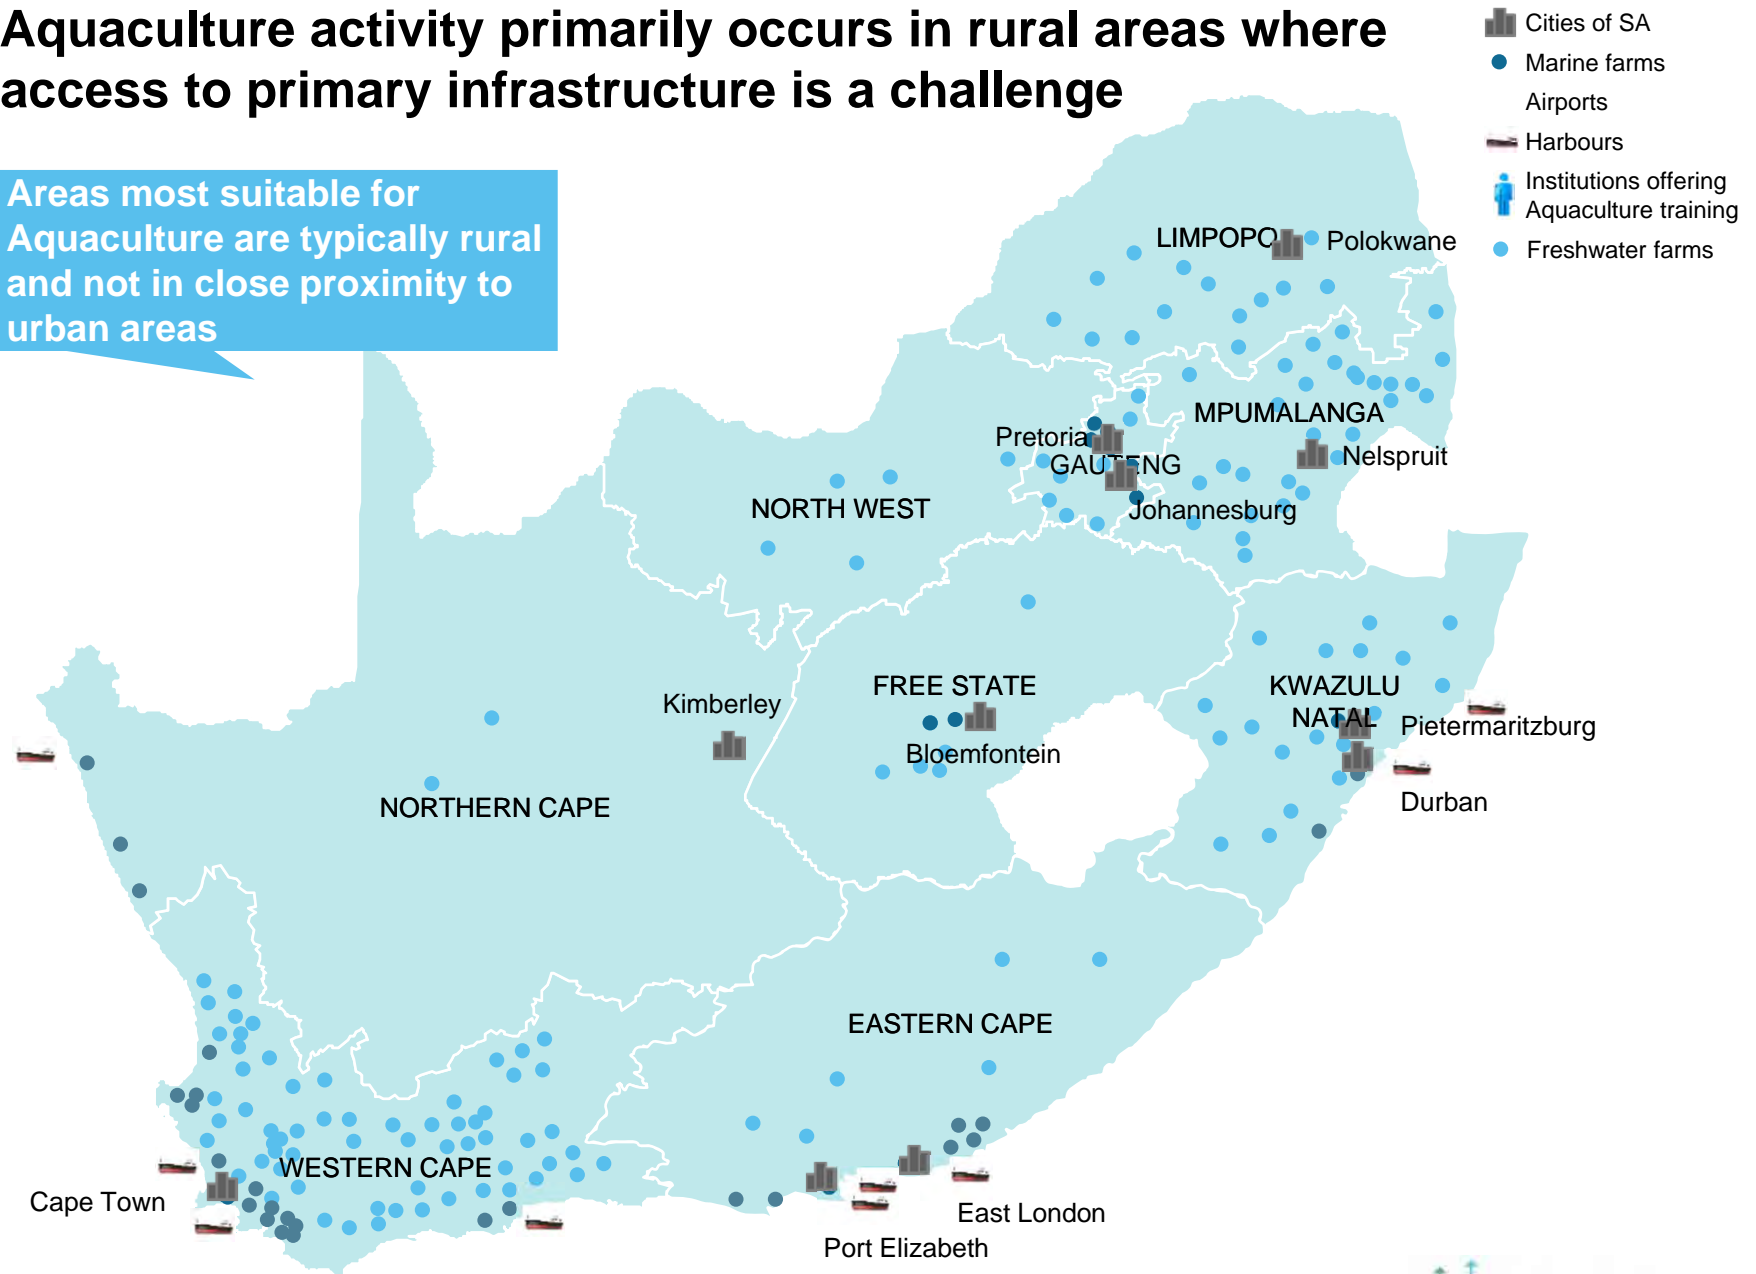 Aquaculture activity primarily occurs in rural areas where
access to primary infrastructure is a challenge
Cities of SA
Marine farms
Airports
Harbours
Institutions offering
Aquaculture training
Freshwater farms
Areas most suitable for
Aquaculture are typically rural
and not in close proximity to
urban areas
LIMPOPO
Polokwane
MPUMALANGA
Pretoria
GAUTENG
Nelspruit
NORTH WEST
Johannesburg
FREE STATE
KWAZULU
NATAL
Kimberley
Pietermaritzburg
Bloemfontein
NORTHERN CAPE
Durban
EASTERN CAPE
WESTERN CAPE
Cape Town
East London
Port Elizabeth